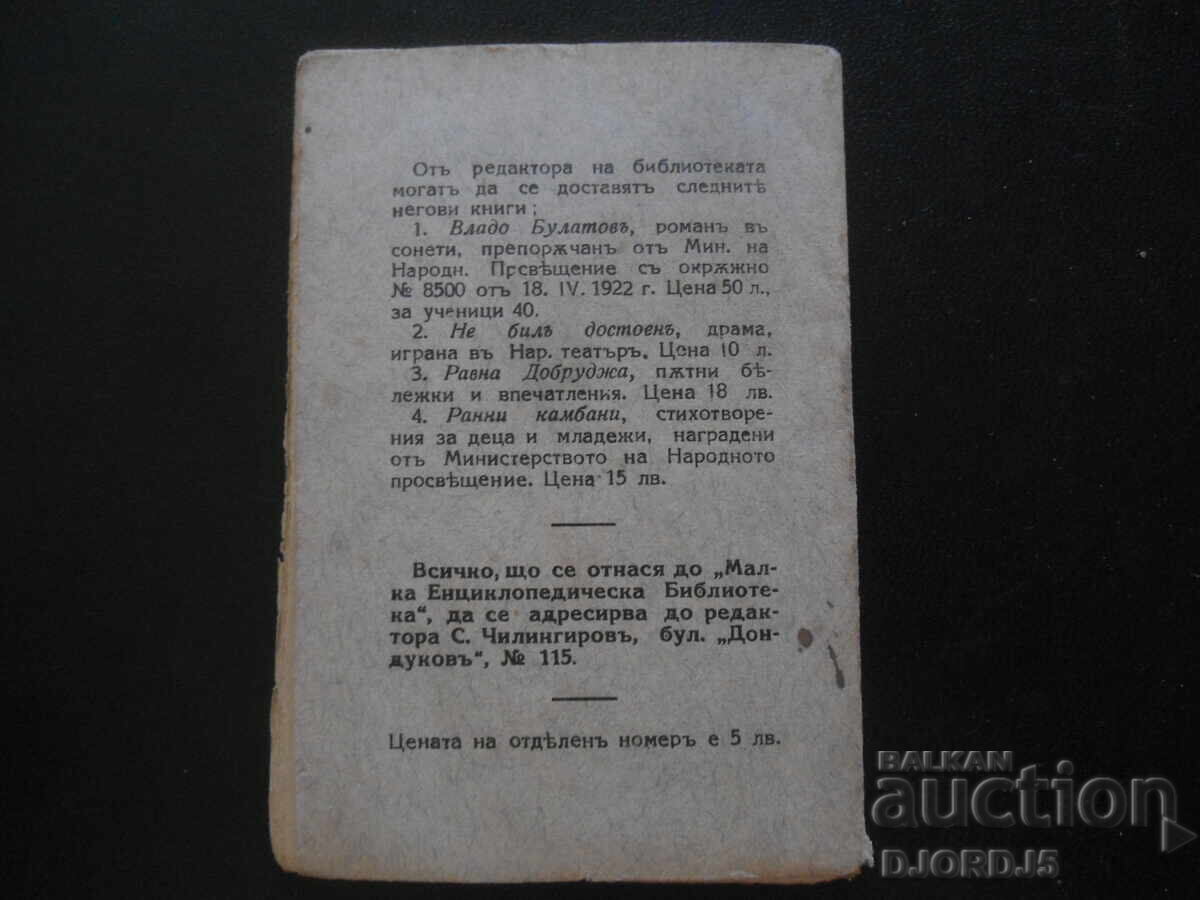 Отъ редактора на библиотеката
могатъ да се доставятъ следнитѣ
негови книги;
1. Владо Булатовъ, романъ въ
сонети, препорѫчанъ отъ Мин. на
Народн. Прсвѣщение съ окрѫжно
№ 8500 отъ 18. IV. 1922 г. Цена 50 л.,
за ученици 40.
2. Не билъ достоенъ, драма,
играна въ Нар. театъръ. Цена 10 л.
3. Равна Добруджа, пѫтни бѣ-
лежки и впечатления. Цена 18 лв.
4. Ранни камбани, стихотворе-
ния за деца и младежи, наградени
отъ Министерството на Народното
просвѣщение. Цена 15 лв.
Всичко, що се отнася до „Мал-
ка Енциклопедическа Библиоте-
ка“, да се адресирва до редак-
тора С. Чилингировъ, бул. „Дон-
дуковъ“, № 115.
Цената на отдѣленъ номеръ е 5 лв.
BALKAN
auction
DJORDJ5